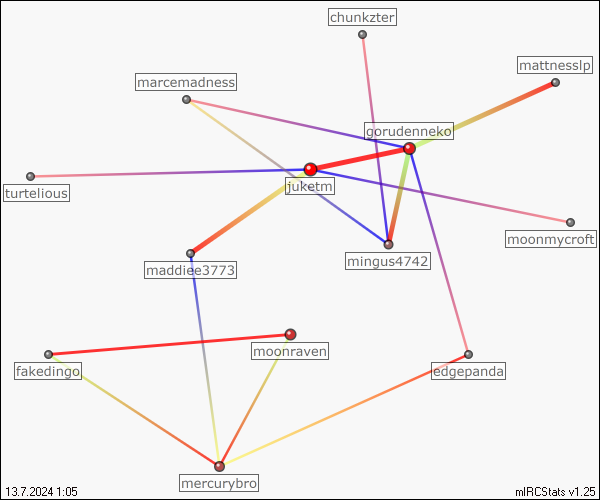 chunkzter
mattnesslp
marcemadness
gorudenneko
juketm
turtelious
moonmycroft
mingus4742
maddiee3773
moonraven
fakedingo
edgepanda
mercurybro
13.7.2024 1:05
mIRCStats v1.25